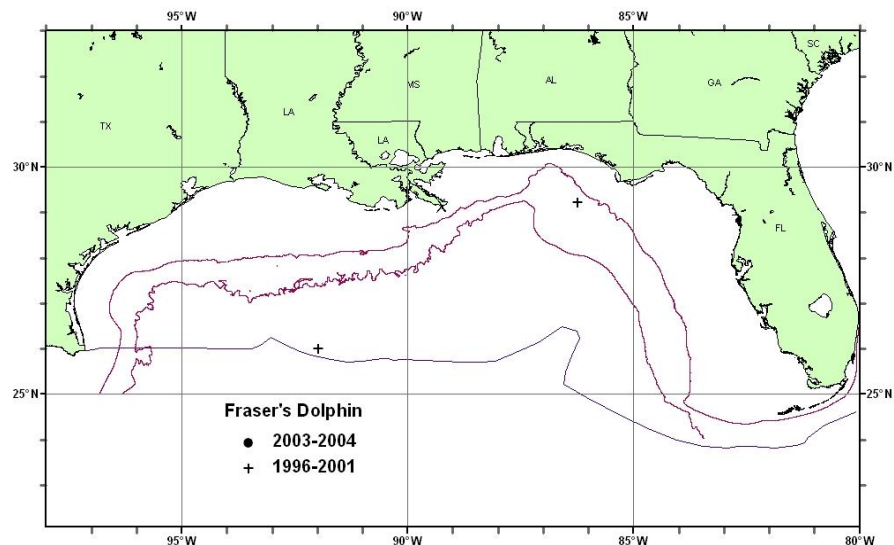 95°W 90°W 85°W
SC
MS AL GA
LA
TX
LA
30°N 30°N
FL
25°N 25°N
Fraser's Dolphin
2003-2004
1996-2001
95°W 90°W 85°W 80°W